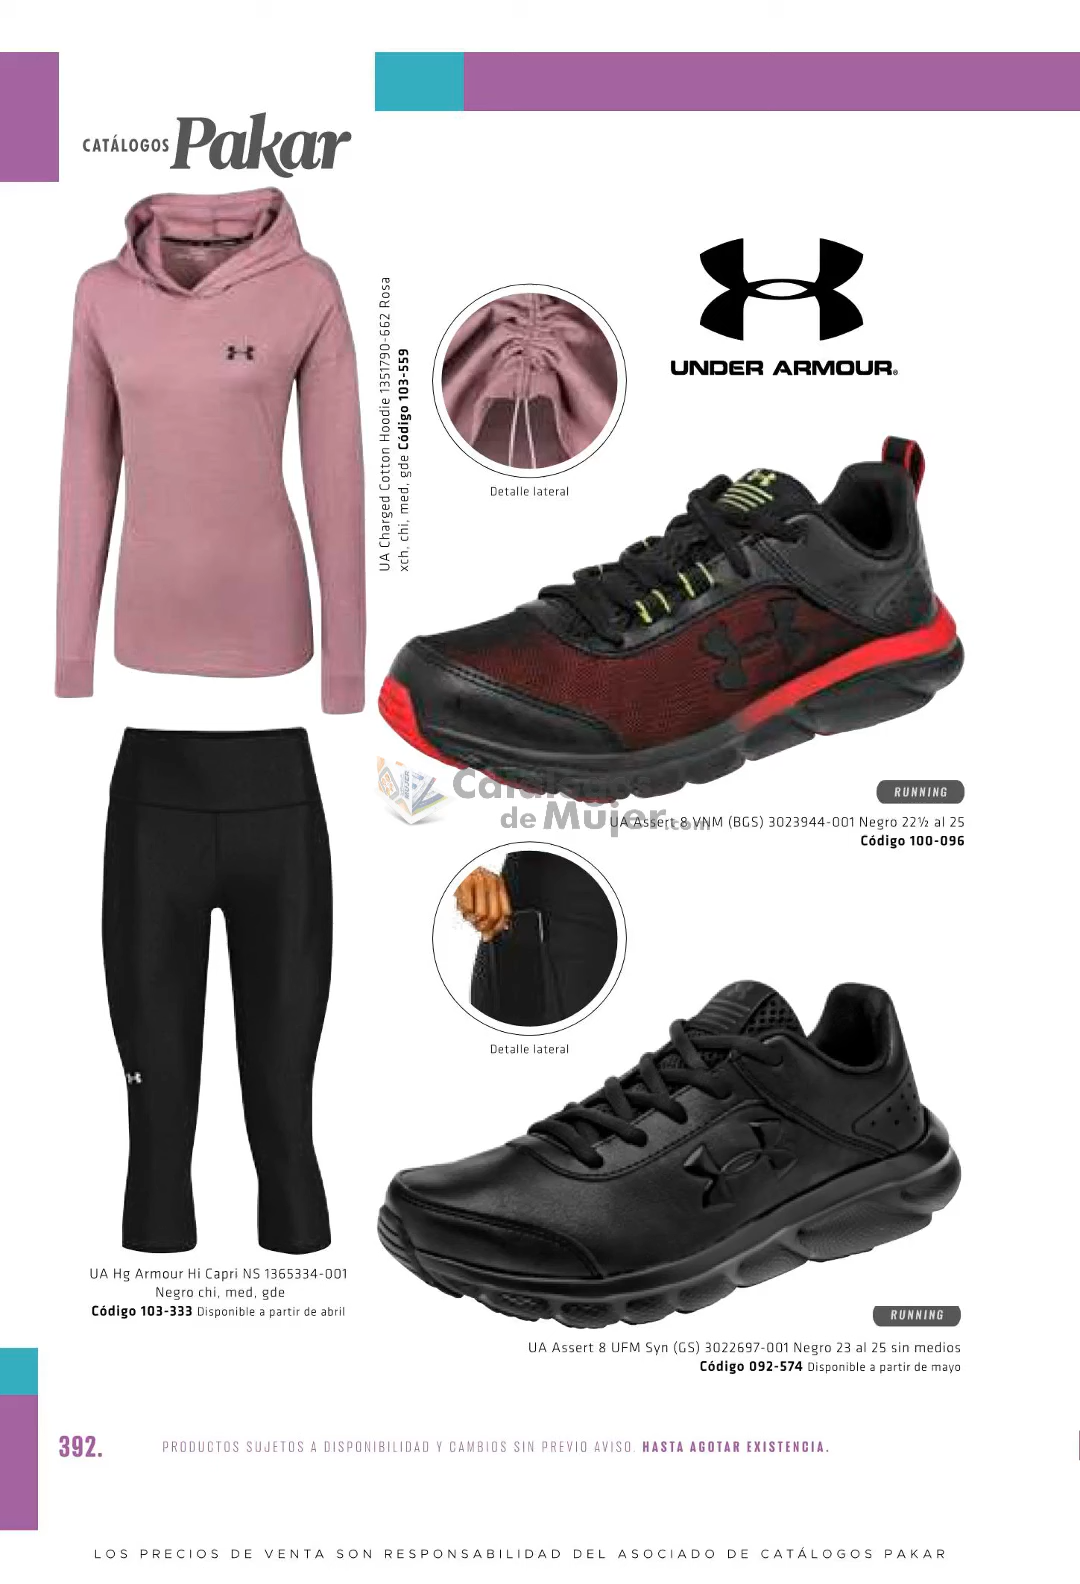 CATÁLOGOS Pakar
UNDER ARMOUR®
UA Charged Cotton Hoodie 1351790-662 Rosa
xch, chi, med, gde Código 103-559
Detalle lateral
RUNNING
UA Assert 8 VNM (BGS) 3023944-001 Negro 22½ al 25
Código 100-096
Catálogos
de Mujer.com
Detalle lateral
UA Hg Armour Hi Capri NS 1365334-001
Negro chi, med, gde
Código 103-333 Disponible a partir de abril
RUNNING
UA Assert 8 UFM Syn (GS) 3022697-001 Negro 23 al 25 sin medios
Código 092-574 Disponible a partir de mayo
392.
PRODUCTOS SUJETOS A DISPONIBILIDAD Y CAMBIOS SIN PREVIO AVISO. HASTA AGOTAR EXISTENCIA.
LOS PRECIOS DE VENTA SON RESPONSABILIDAD DEL ASOCIADO DE CATÁLOGOS PAKAR